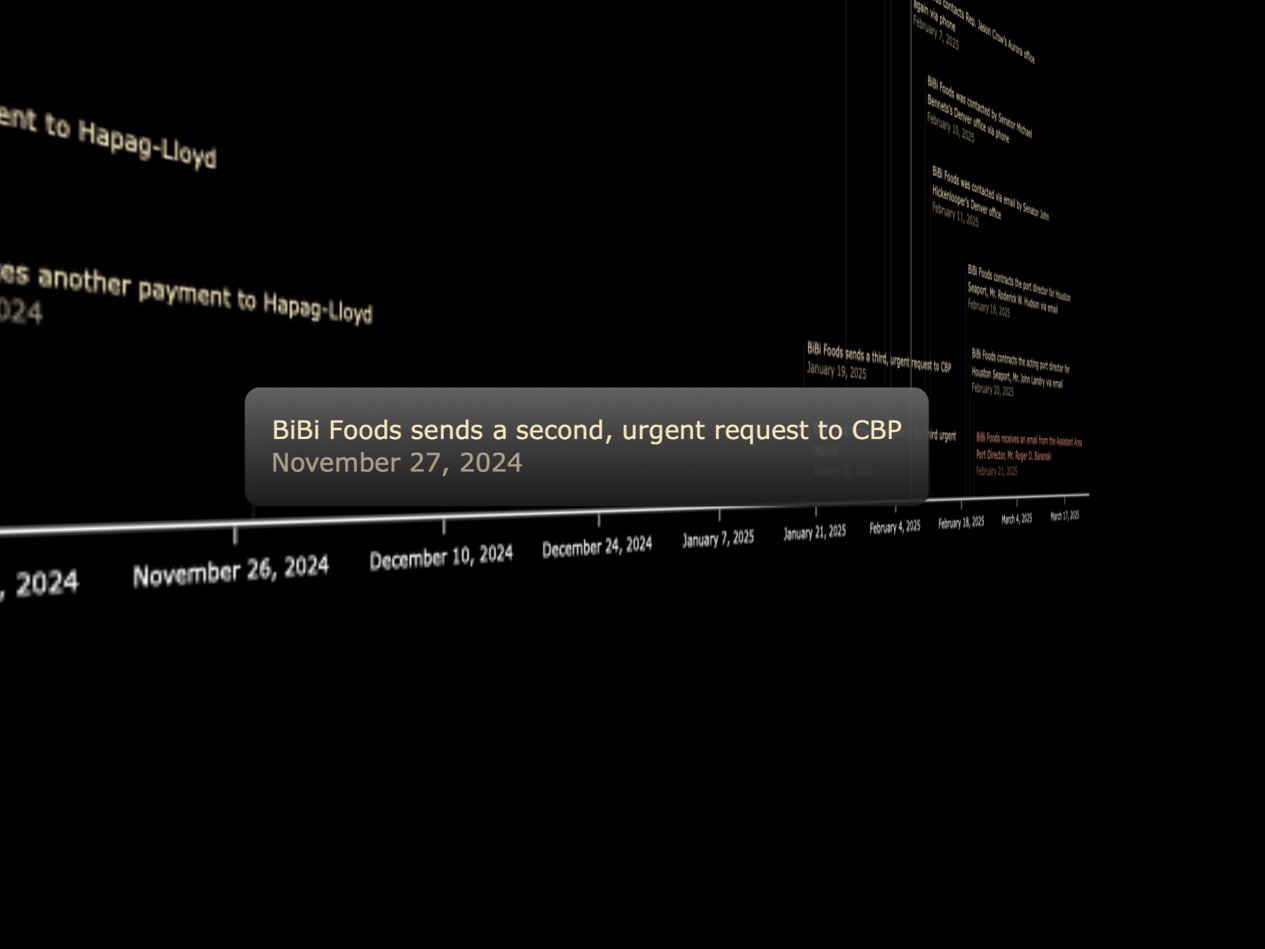 ent to Hapag-Lloyd
es another payment to Hapag-Lloyd
024
contacts Rep. Jason Crow's Aurora office
again via phone
February 7, 2025
BiBi Foods was contacted by Senator Michael
Bennets's Denver office via phone
February 10, 2025
BiBi Foods was contacted via email by Senator John
Hickenlooper's Denver office
February 11, 2025
BiBi Foods contracts the port director for Houston
Seaport, Mr. Roderick W. Hudson via email
February 19, 2025
BiBi Foods sends a third, urgent request to CBP
January 19, 2025
BiBi Foods contracts the acting port director for
Houston Seaport, Mr. John Landry via email
February 20, 2025
BiBi Foods sends a second, urgent request to CBP
November 27, 2024
third urgent
request
January 20, 2025
BiBi Foods receives an email from the Assistant Area
Port Director, Mr. Roger D. Baranski
February 21, 2025
, 2024
November 26, 2024
December 10, 2024
December 24, 2024
January 7, 2025
January 21, 2025
February 4, 2025
February 18, 2025
March 4, 2025
March 17, 2025